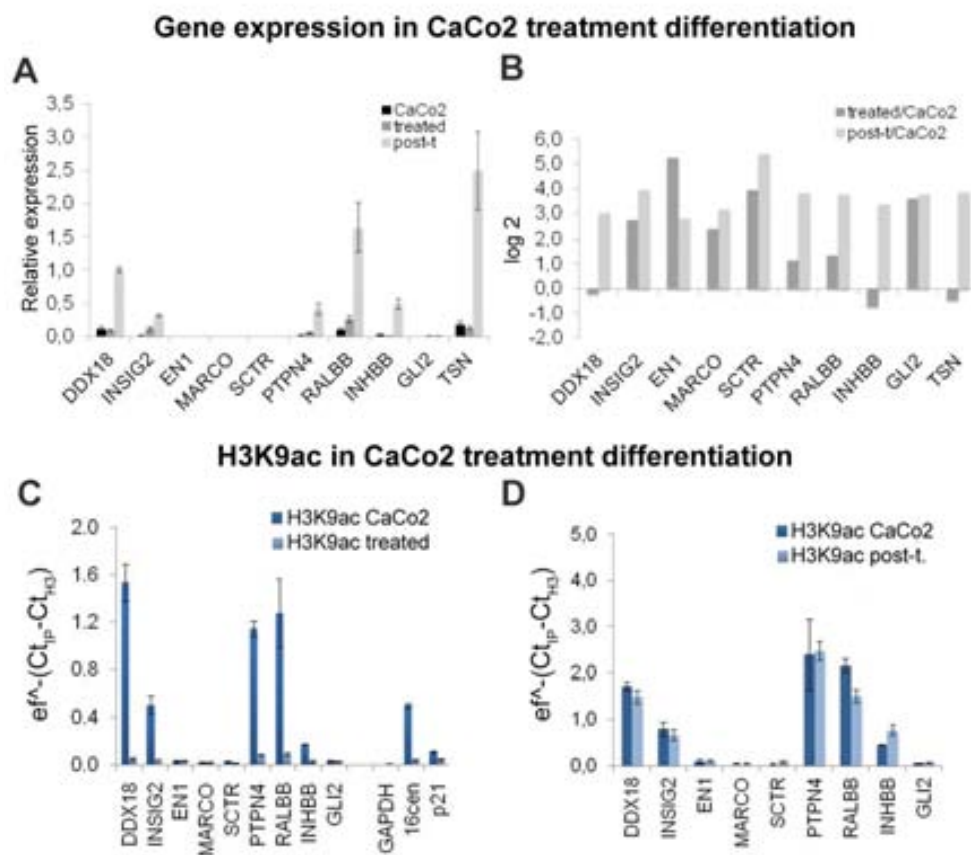 Gene expression in CaCo2 treatment differentiation
A
Relative expression
3,5
3,0
2,5
2,0
1,5
1,0
0,5
0,0
CaCo2
treated
post-t
DDX18
INSIG2
EN1
MARCO
SCTR
PTPN4
RALBB
INHBB
GLI2
TSN
B
log 2
6,0
5,0
4,0
3,0
2,0
1,0
0,0
-1,0
-2,0
treated/CaCo2
post-t/CaCo2
DDX18
INSIG2
EN1
MARCO
SCTR
PTPN4
RALBB
INHBB
GLI2
TSN
H3K9ac in CaCo2 treatment differentiation
C
ef^-(Ct_IP-Ct_H3)
2.0
1.6
1.2
0.8
0.4
0.0
H3K9ac CaCo2
H3K9ac treated
DDX18
INSIG2
EN1
MARCO
SCTR
PTPN4
RALBB
INHBB
GLI2
GAPDH
16cen
p21
D
ef^-(Ct_IP-Ct_H3)
5,0
4,0
3,0
2,0
1,0
0,0
H3K9ac CaCo2
H3K9ac post-t.
DDX18
INSIG2
EN1
MARCO
SCTR
PTPN4
RALBB
INHBB
GLI2